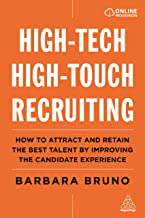 ONLINE
RESOURCES
HIGH-TECH
HIGH-TOUCH
RECRUITING
HOW TO ATTRACT AND RETAIN
THE BEST TALENT BY IMPROVING
THE CANDIDATE EXPERIENCE
BARBARA BRUNO